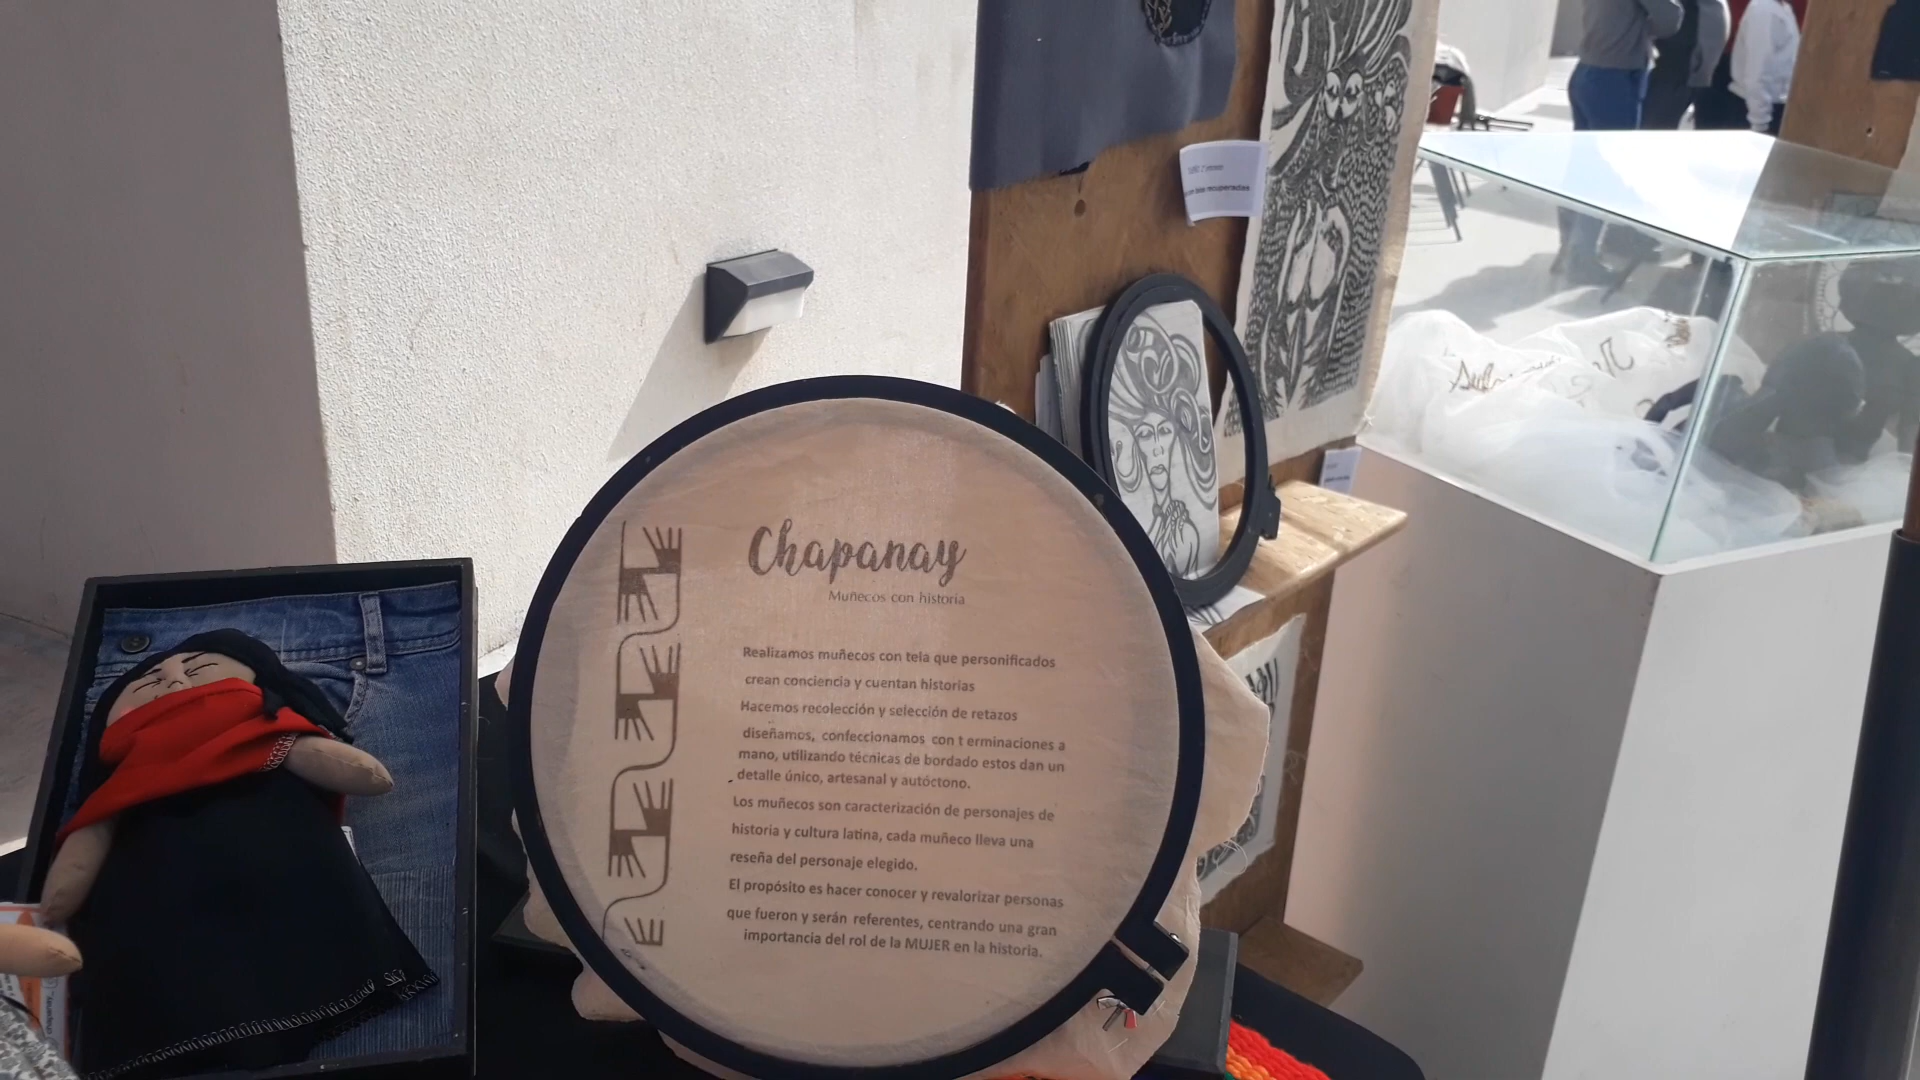 Chapanay
Muñecos con historia
Realizamos muñecos con tela que personificados
crean conciencia y cuentan historias
Hacemos recolección y selección de retazos
diseñamos, confeccionamos con t erminaciones a
mano, utilizando técnicas de bordado estos dan un
detalle único, artesanal y autóctono.
Los muñecos son caracterización de personajes de
historia y cultura latina, cada muñeco lleva una
reseña del personaje elegido.
El propósito es hacer conocer y revalorizar personas
que fueron y serán referentes, centrando una gran
importancia del rol de la MUJER en la historia.
recuperadas